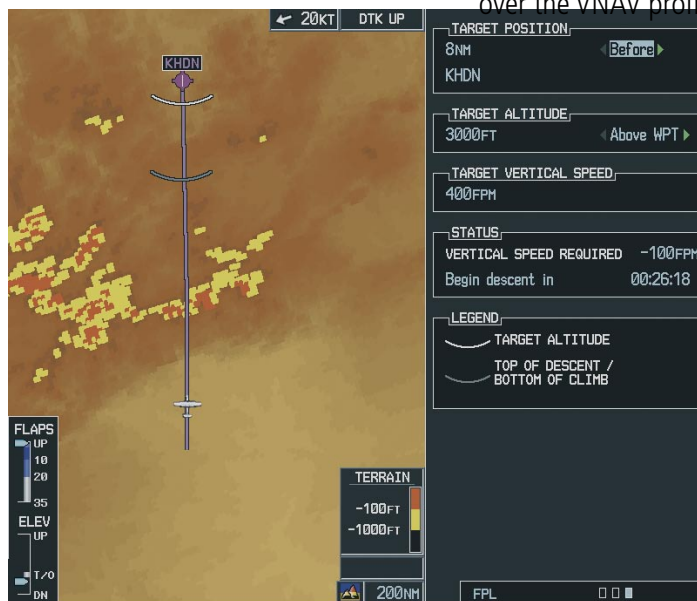 over the VNAV prof
20KT
DTK UP
KHDN
FLAPS
UP
10
20
35
ELEV
UP
T/O
DN
TERRAIN
-100FT
-1000FT
200NM
TARGET POSITION
8NM Before
KHDN
TARGET ALTITUDE
3000FT Above WPT
TARGET VERTICAL SPEED
400FPM
STATUS
VERTICAL SPEED REQUIRED -100FPM
Begin descent in 00:26:18
LEGEND
TARGET ALTITUDE
TOP OF DESCENT /
BOTTOM OF CLIMB
FPL